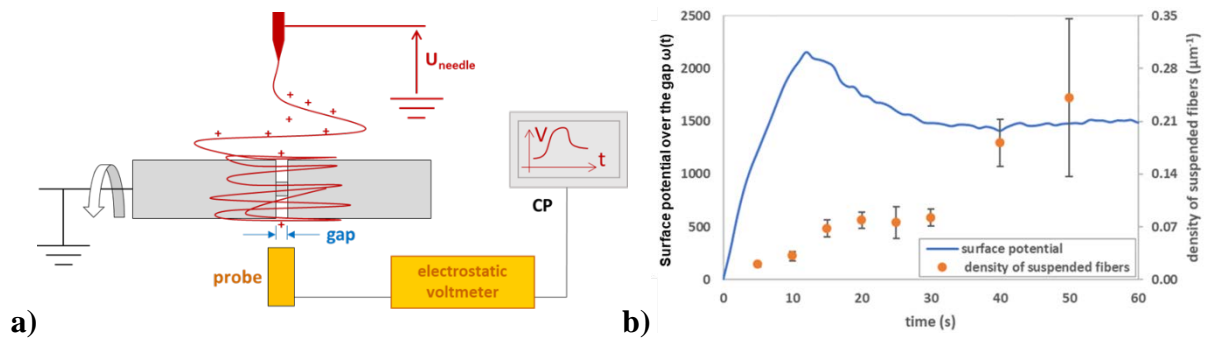 U needle
+ + + + + + + + +
V
t
CP
gap
probe
electrostatic
voltmeter
a)
Surface potential over the gap ω(t)
2500
2000
1500
1000
500
0
0 10 20 30 40 50 60
time (s)
0.35
0.28
0.21
0.14
0.07
0.00
density of suspended fibers (μm⁻¹)
surface potential
density of suspended fibers
b)